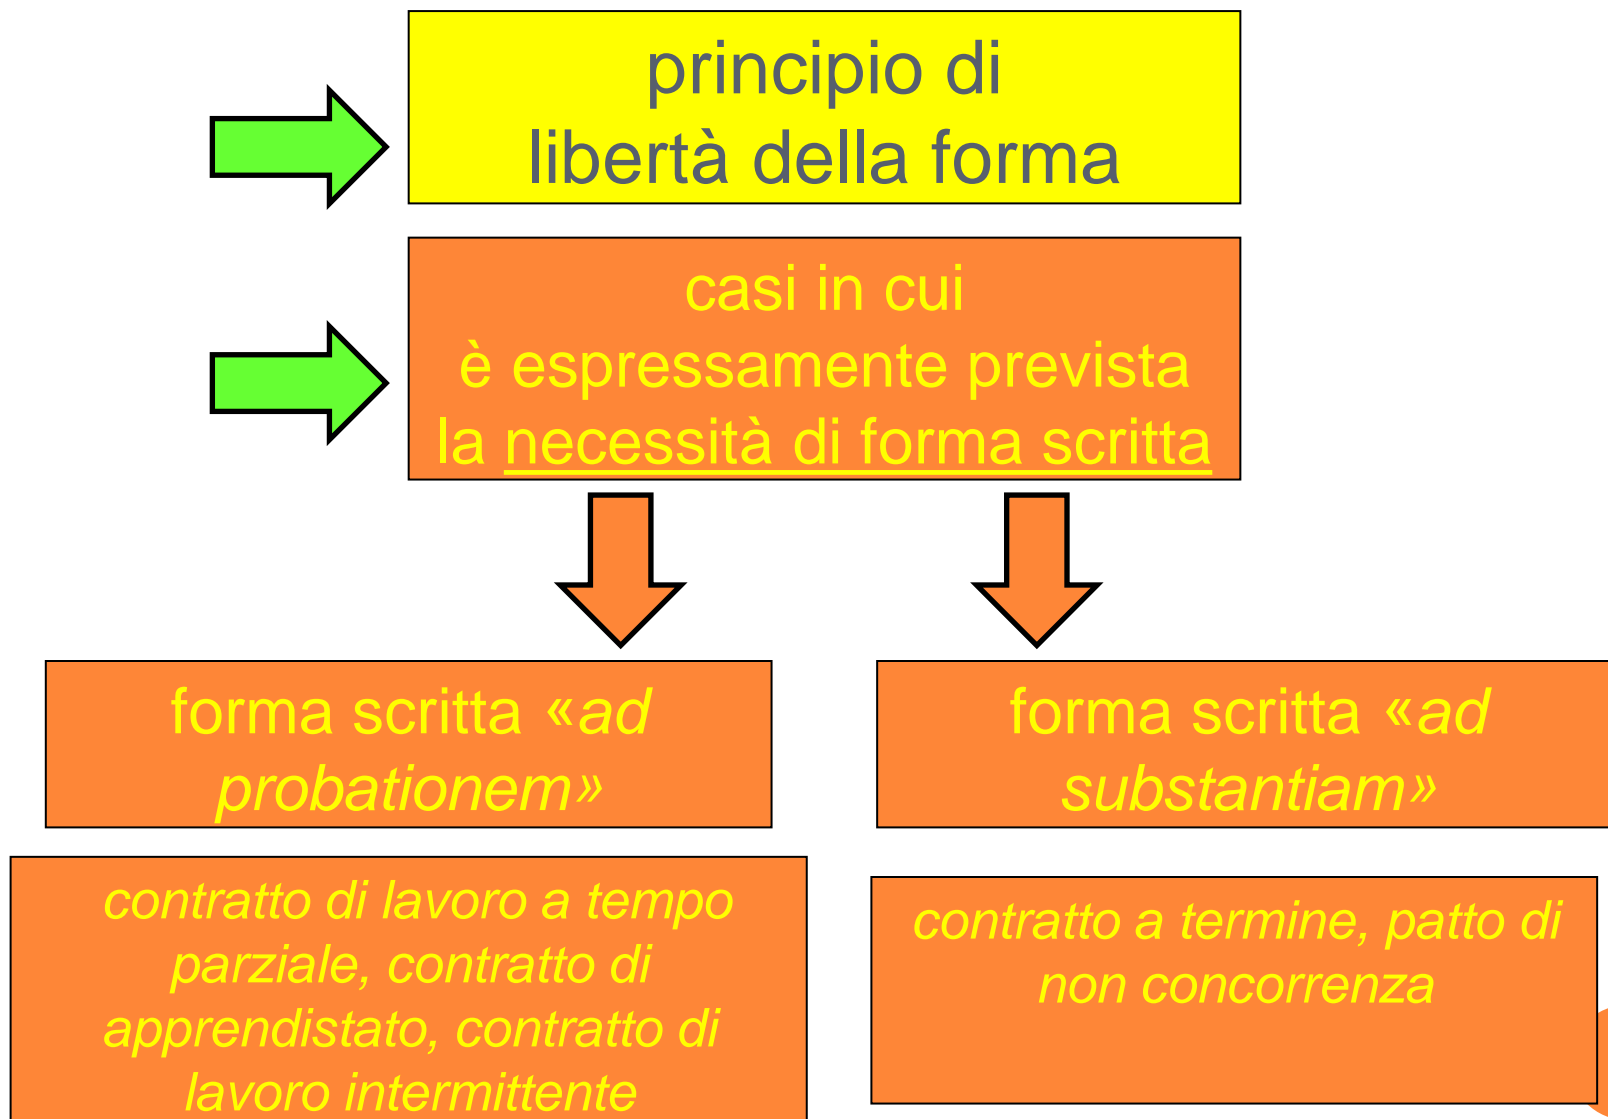 principio di
libertà della forma
casi in cui
è espressamente prevista
la necessità di forma scritta
forma scritta «ad
probationem»
forma scritta «ad
substantiam»
contratto di lavoro a tempo
parziale, contratto di
apprendistato, contratto di
lavoro intermittente
contratto a termine, patto di
non concorrenza